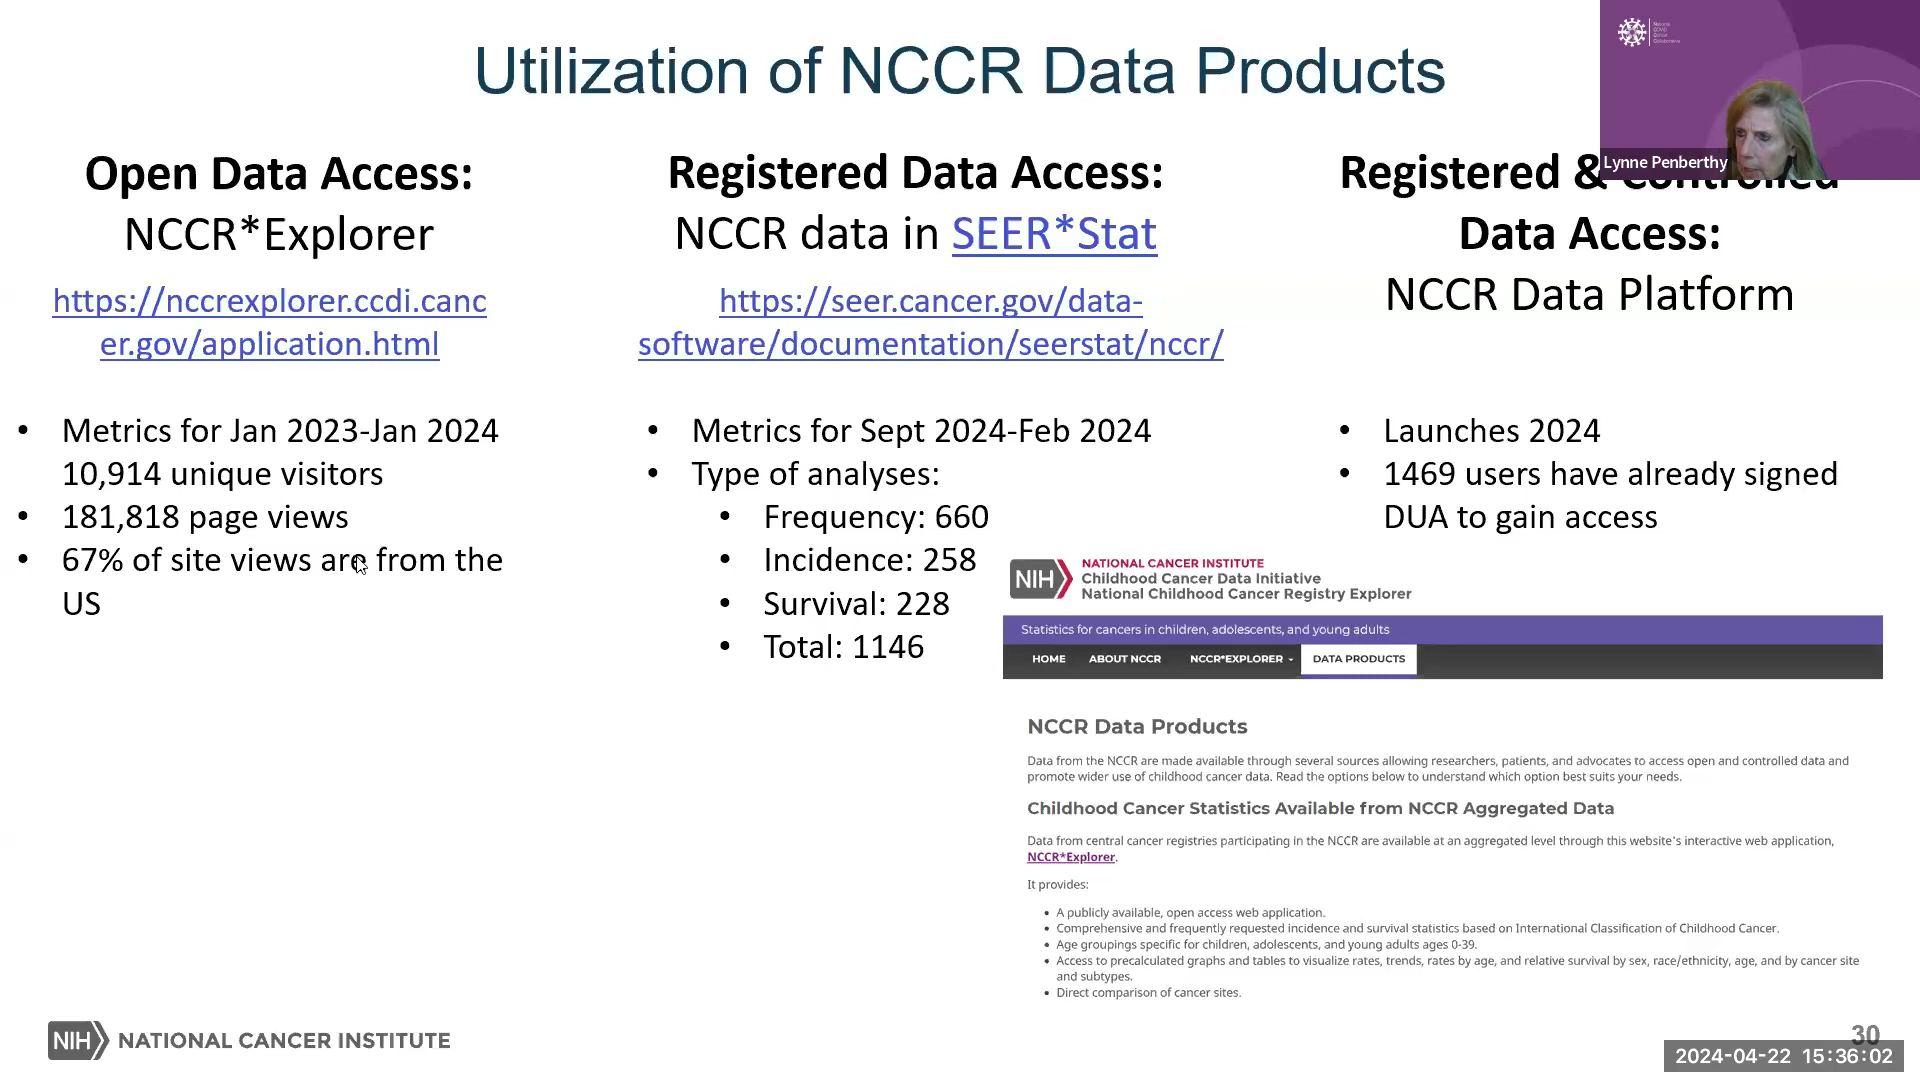 Utilization of NCCR Data Products
Open Data Access:
NCCR*Explorer
https://nccrexplorer.ccdi.canc
er.gov/application.html
• Metrics for Jan 2023-Jan 2024
10,914 unique visitors
• 181,818 page views
• 67% of site views are from the
US
Registered Data Access:
NCCR data in SEER*Stat
https://seer.cancer.gov/data-
software/documentation/seerstat/nccr/
• Metrics for Sept 2024-Feb 2024
• Type of analyses:
• Frequency: 660
• Incidence: 258
• Survival: 228
• Total: 1146
Registered & Controlled
Data Access:
NCCR Data Platform
• Launches 2024
• 1469 users have already signed
DUA to gain access
Lynne Penberthy
NIH
NATIONAL CANCER INSTITUTE
Childhood Cancer Data Initiative
National Childhood Cancer Registry Explorer
Statistics for cancers in children, adolescents, and young adults
HOME ABOUT NCCR NCCR*EXPLORER DATA PRODUCTS
NCCR Data Products
Data from the NCCR are made available through several sources allowing researchers, patients, and advocates to access open and controlled data and
promote wider use of childhood cancer data. Read the options below to understand which option best suits your needs.
Childhood Cancer Statistics Available from NCCR Aggregated Data
Data from central cancer registries participating in the NCCR are available at an aggregated level through this website's interactive web application,
NCCR*Explorer.
It provides:
• A publicly available, open access web application.
• Comprehensive and frequently requested incidence and survival statistics based on International Classification of Childhood Cancer.
• Age groupings specific for children, adolescents, and young adults ages 0-39.
• Access to precalculated graphs and tables to visualize rates, trends, rates by age, and relative survival by sex, race/ethnicity, age, and by cancer site
and subtypes.
• Direct comparison of cancer sites.
NIH NATIONAL CANCER INSTITUTE
30
2024-04-22 15:36:02